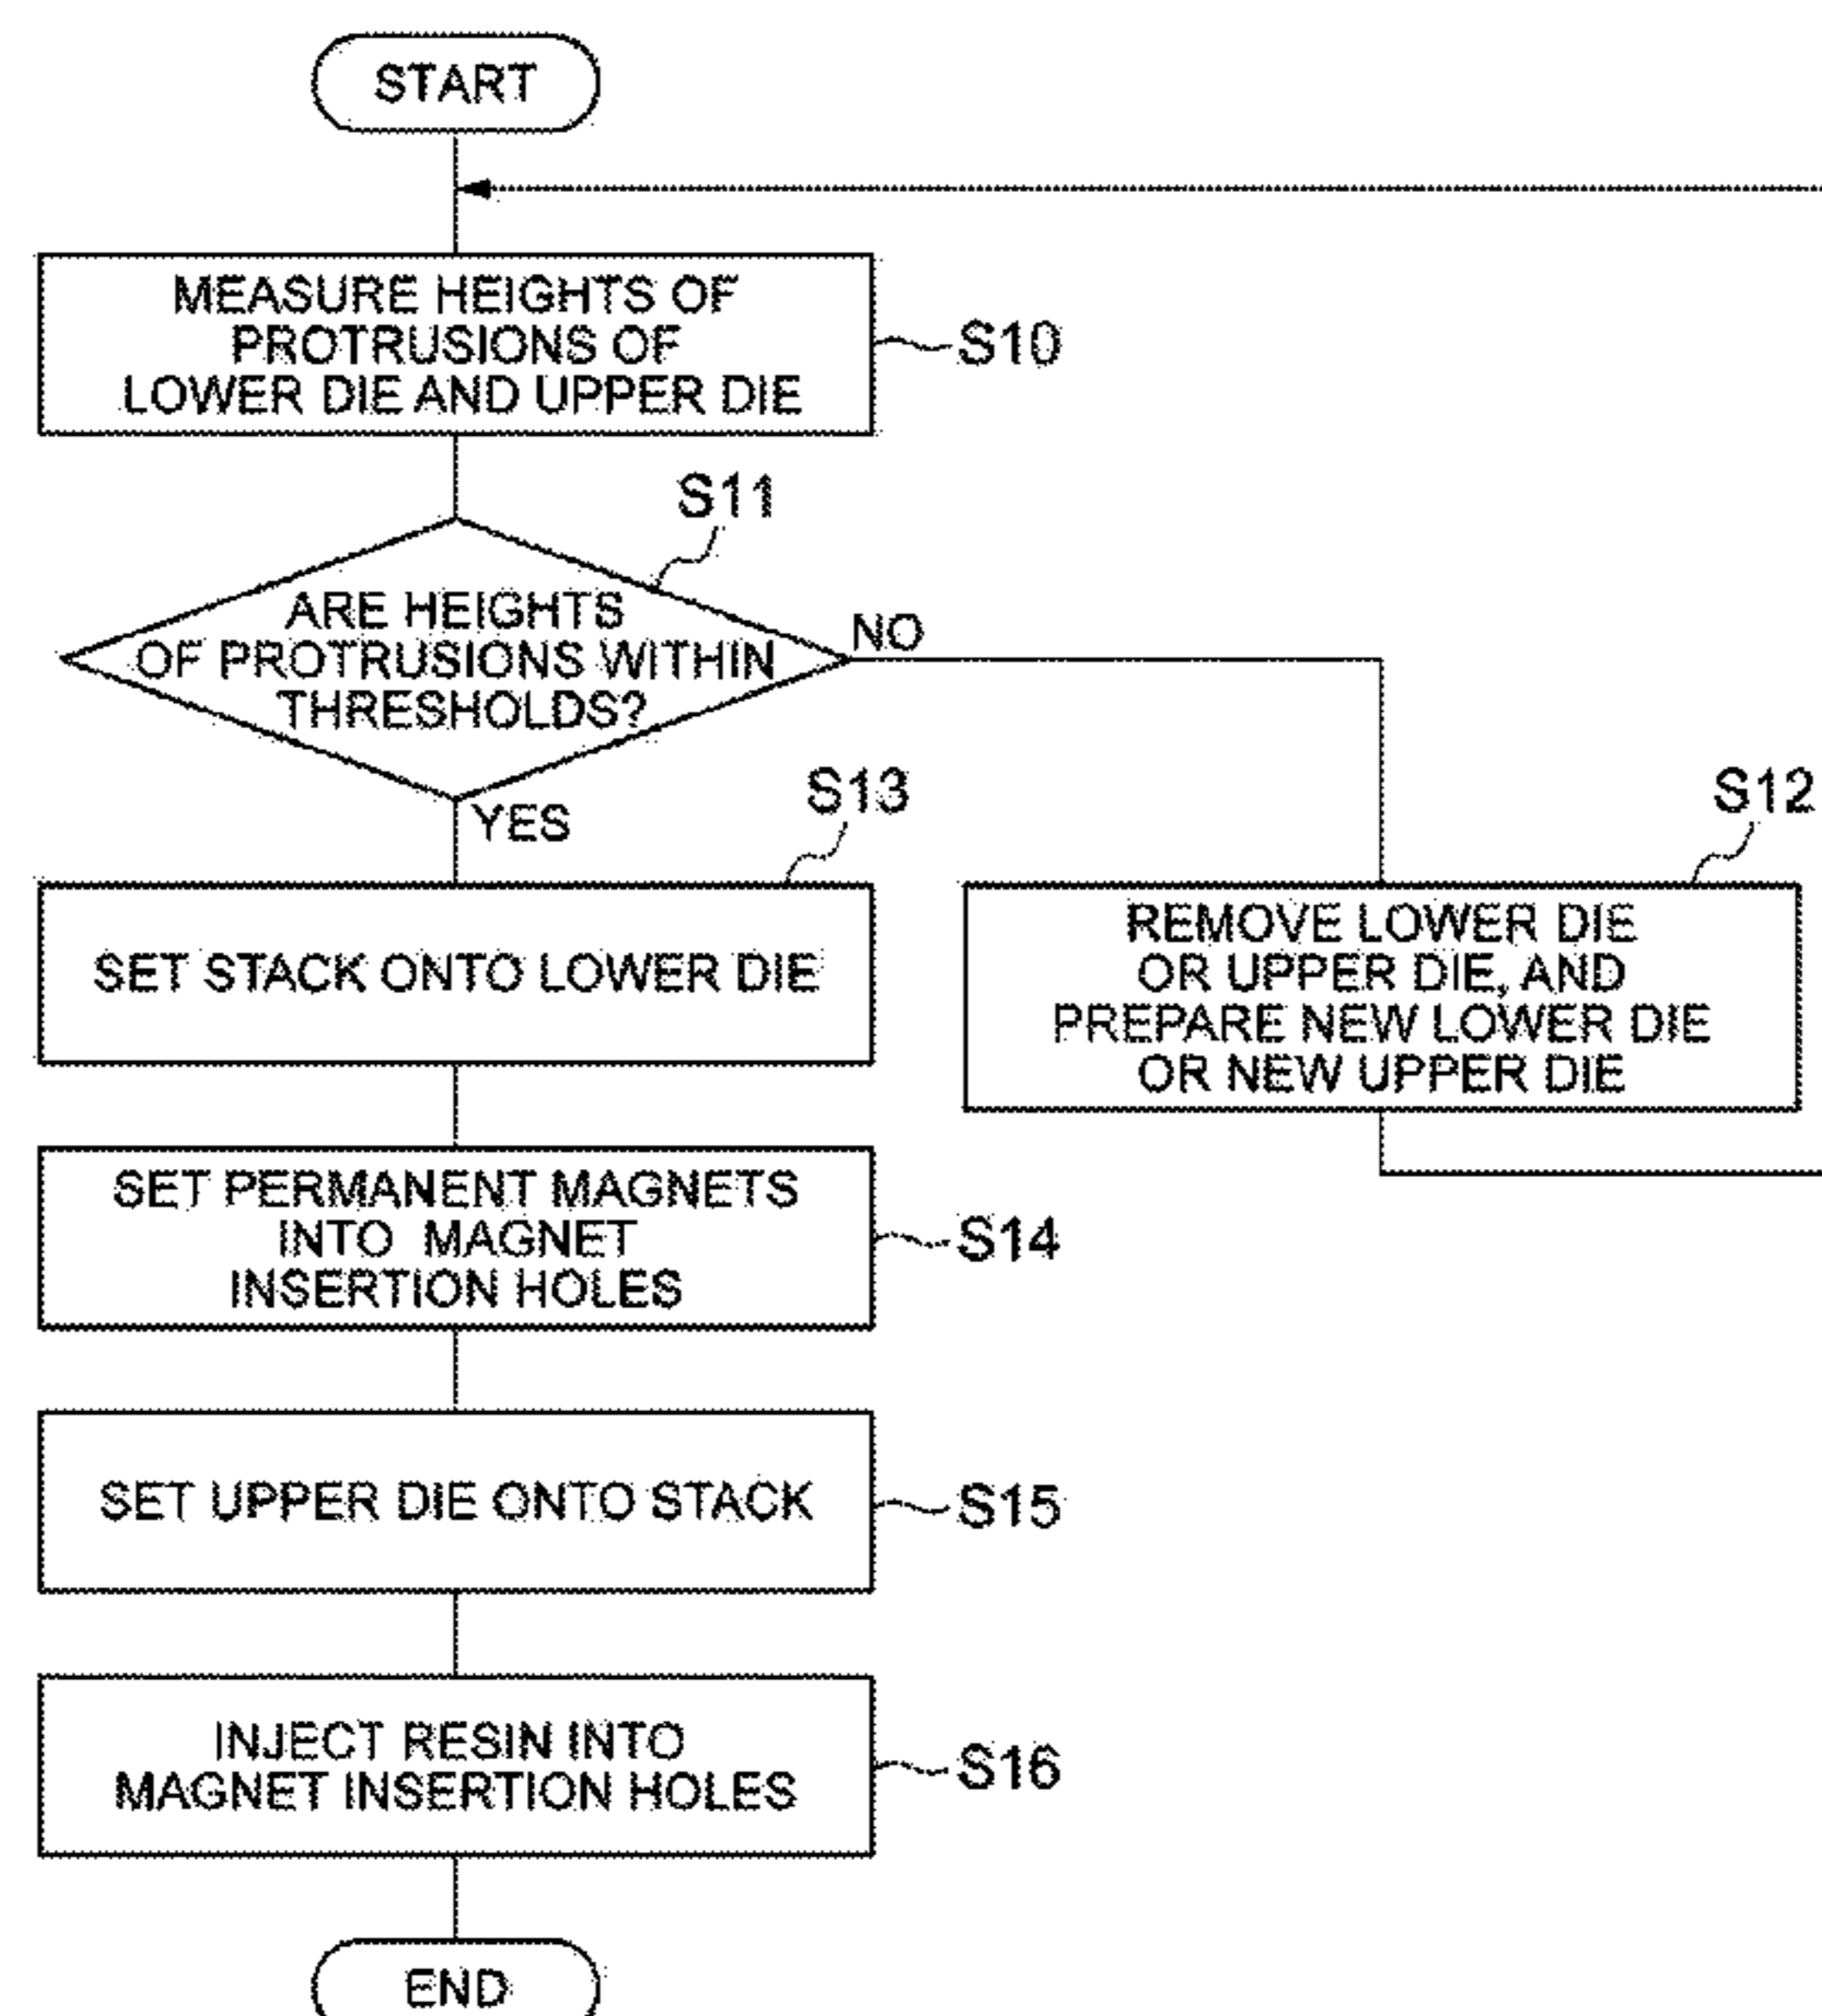 START
MEASURE HEIGHTS OF
PROTRUSIONS OF
LOWER DIE AND UPPER DIE
S10
S11
ARE HEIGHTS
OF PROTRUSIONS WITHIN
THRESHOLDS?
NO
YES
S13
SET STACK ONTO LOWER DIE
S12
REMOVE LOWER DIE
OR UPPER DIE, AND
PREPARE NEW LOWER DIE
OR NEW UPPER DIE
SET PERMANENT MAGNETS
INTO MAGNET
INSERTION HOLES
S14
SET UPPER DIE ONTO STACK
S15
INJECT RESIN INTO
MAGNET INSERTION HOLES
S16
END